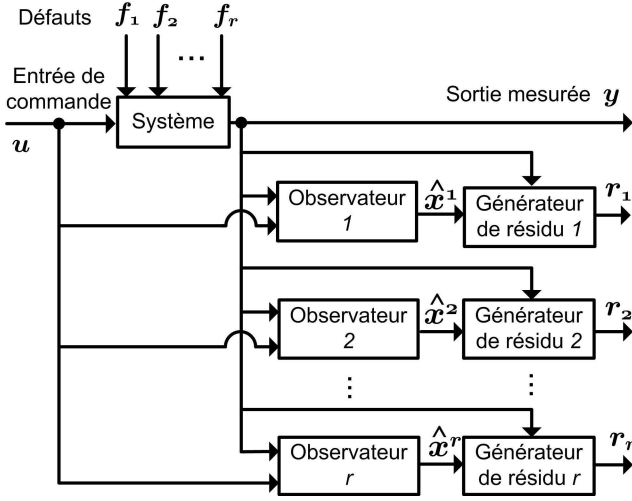 Défauts f₁ f₂ ... fᵣ
Entrée de
commande
Système
Sortie mesurée y
u
Observateur
1
x̂¹
Générateur
de résidu 1
r₁
Observateur
2
x̂²
Générateur
de résidu 2
r₂
⋮ ⋮
Observateur
r
x̂ʳ
Générateur
de résidu r
rᵣ